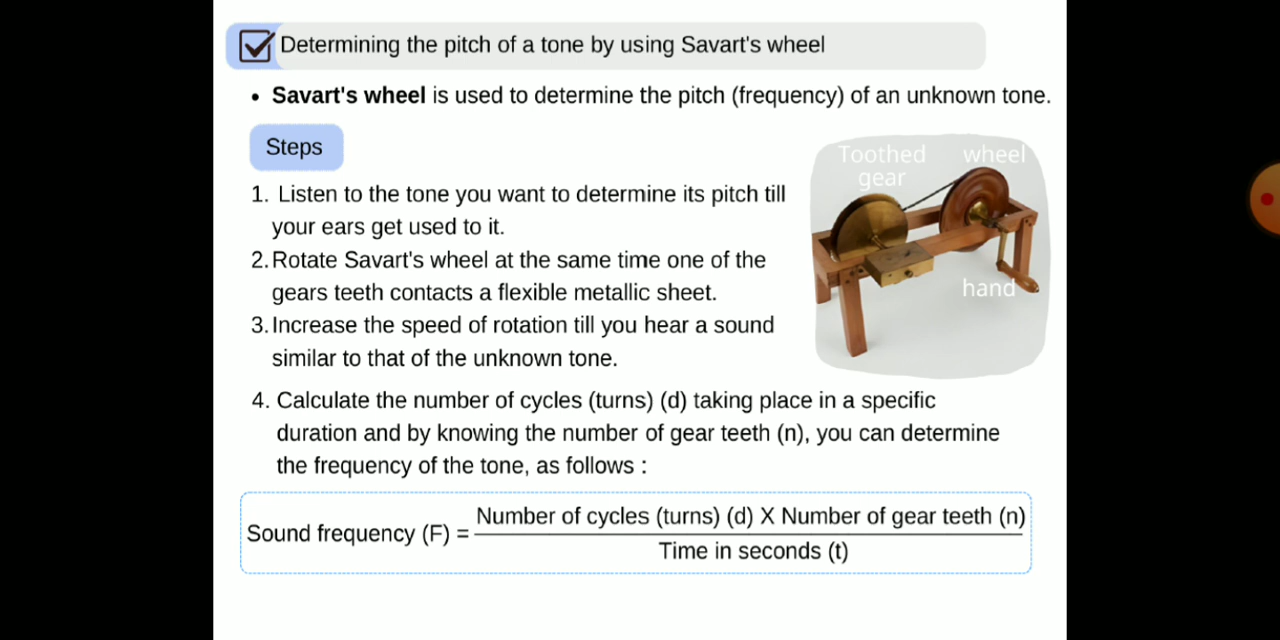 Determining the pitch of a tone by using Savart's wheel
• Savart's wheel is used to determine the pitch (frequency) of an unknown tone.
Steps
Toothed wheel
gear
hand
1. Listen to the tone you want to determine its pitch till
your ears get used to it.
2. Rotate Savart's wheel at the same time one of the
gears teeth contacts a flexible metallic sheet.
3. Increase the speed of rotation till you hear a sound
similar to that of the unknown tone.
4. Calculate the number of cycles (turns) (d) taking place in a specific
duration and by knowing the number of gear teeth (n), you can determine
the frequency of the tone, as follows :
Sound frequency (F) = Number of cycles (turns) (d) X Number of gear teeth (n)
Time in seconds (t)